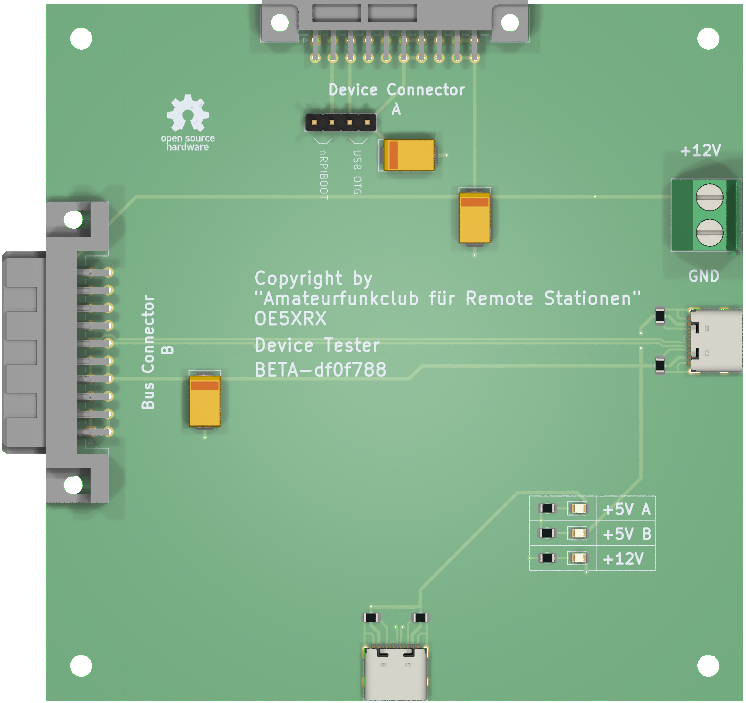 Device Connector
A
open source
hardware
nRPIBOOT
USB OTG
+12V
GND
Copyright by
"Amateurfunkclub für Remote Stationen"
OE5XRX
Device Tester
BETA-df0f788
Bus Connector
B
+5V A
+5V B
+12V